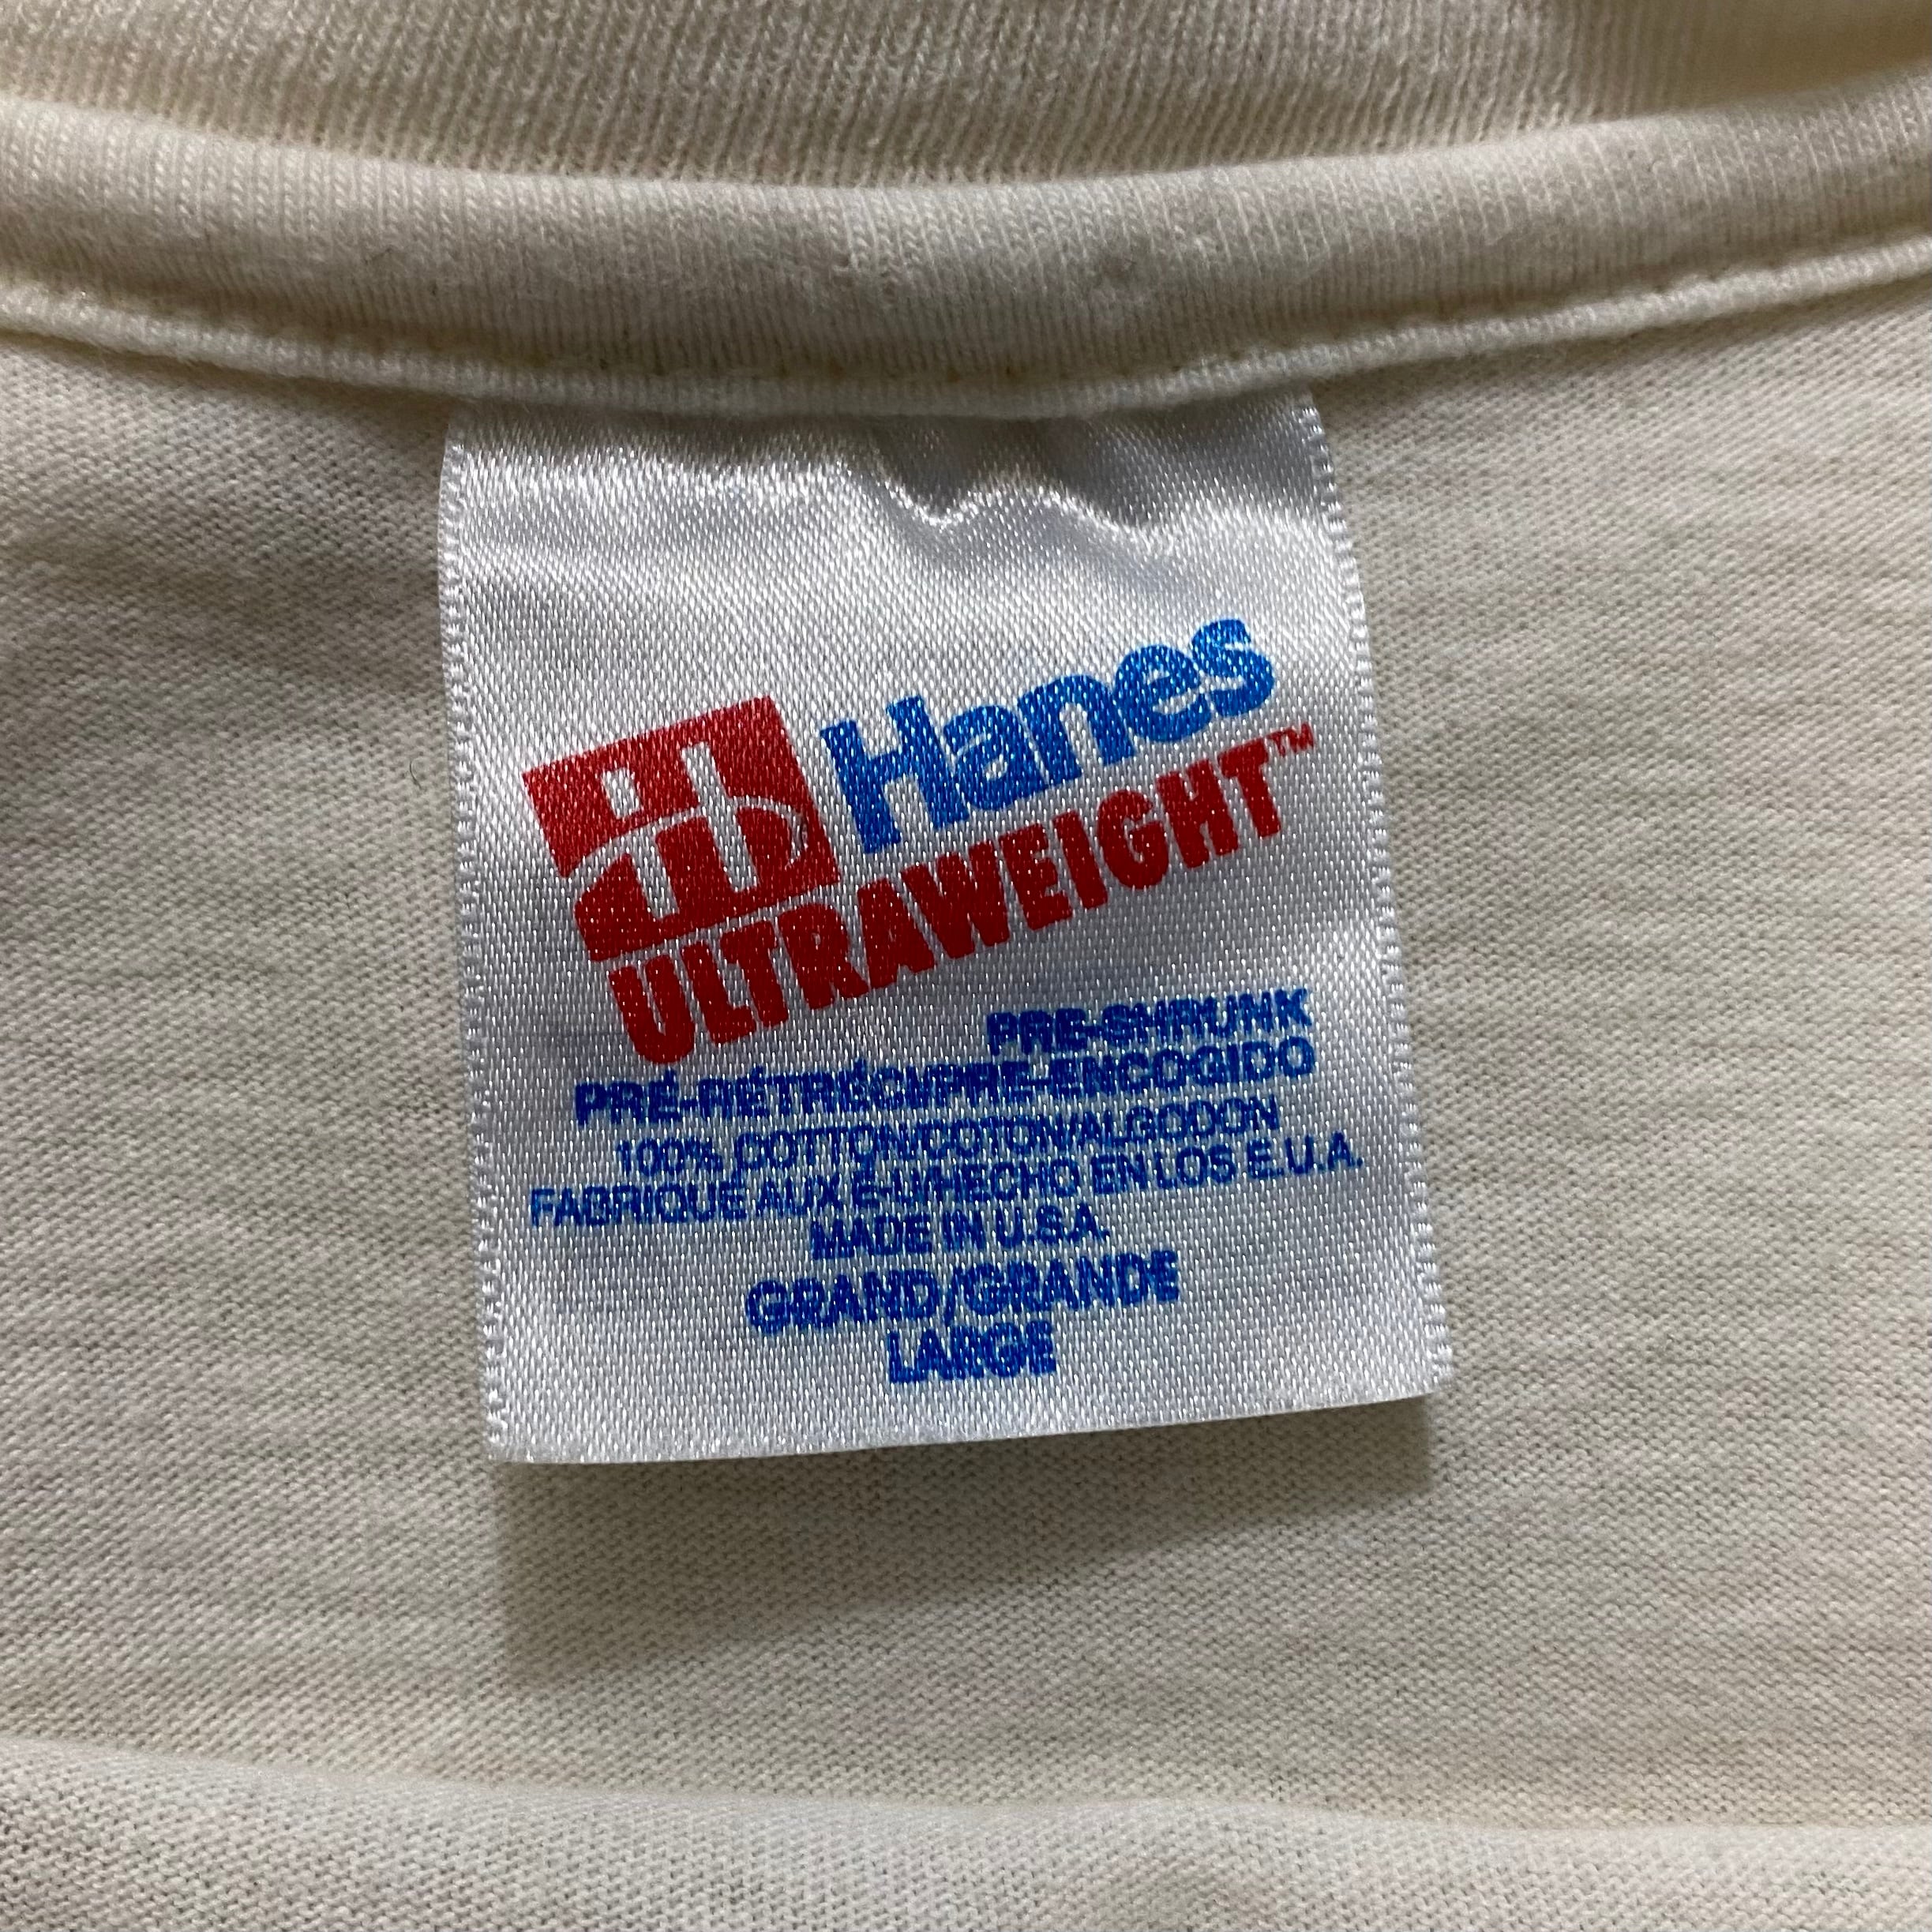 Hanes
ULTRAWEIGHT™
PRE-SHRUNK
PRÉ-RÉTRÉCI/PRE-ENCOGIDO
100% COTTON/COTON/ALGODON
FABRIQUE AUX É-U/HECHO EN LOS E.U.A.
MADE IN U.S.A.
GRAND/GRANDE
LARGE